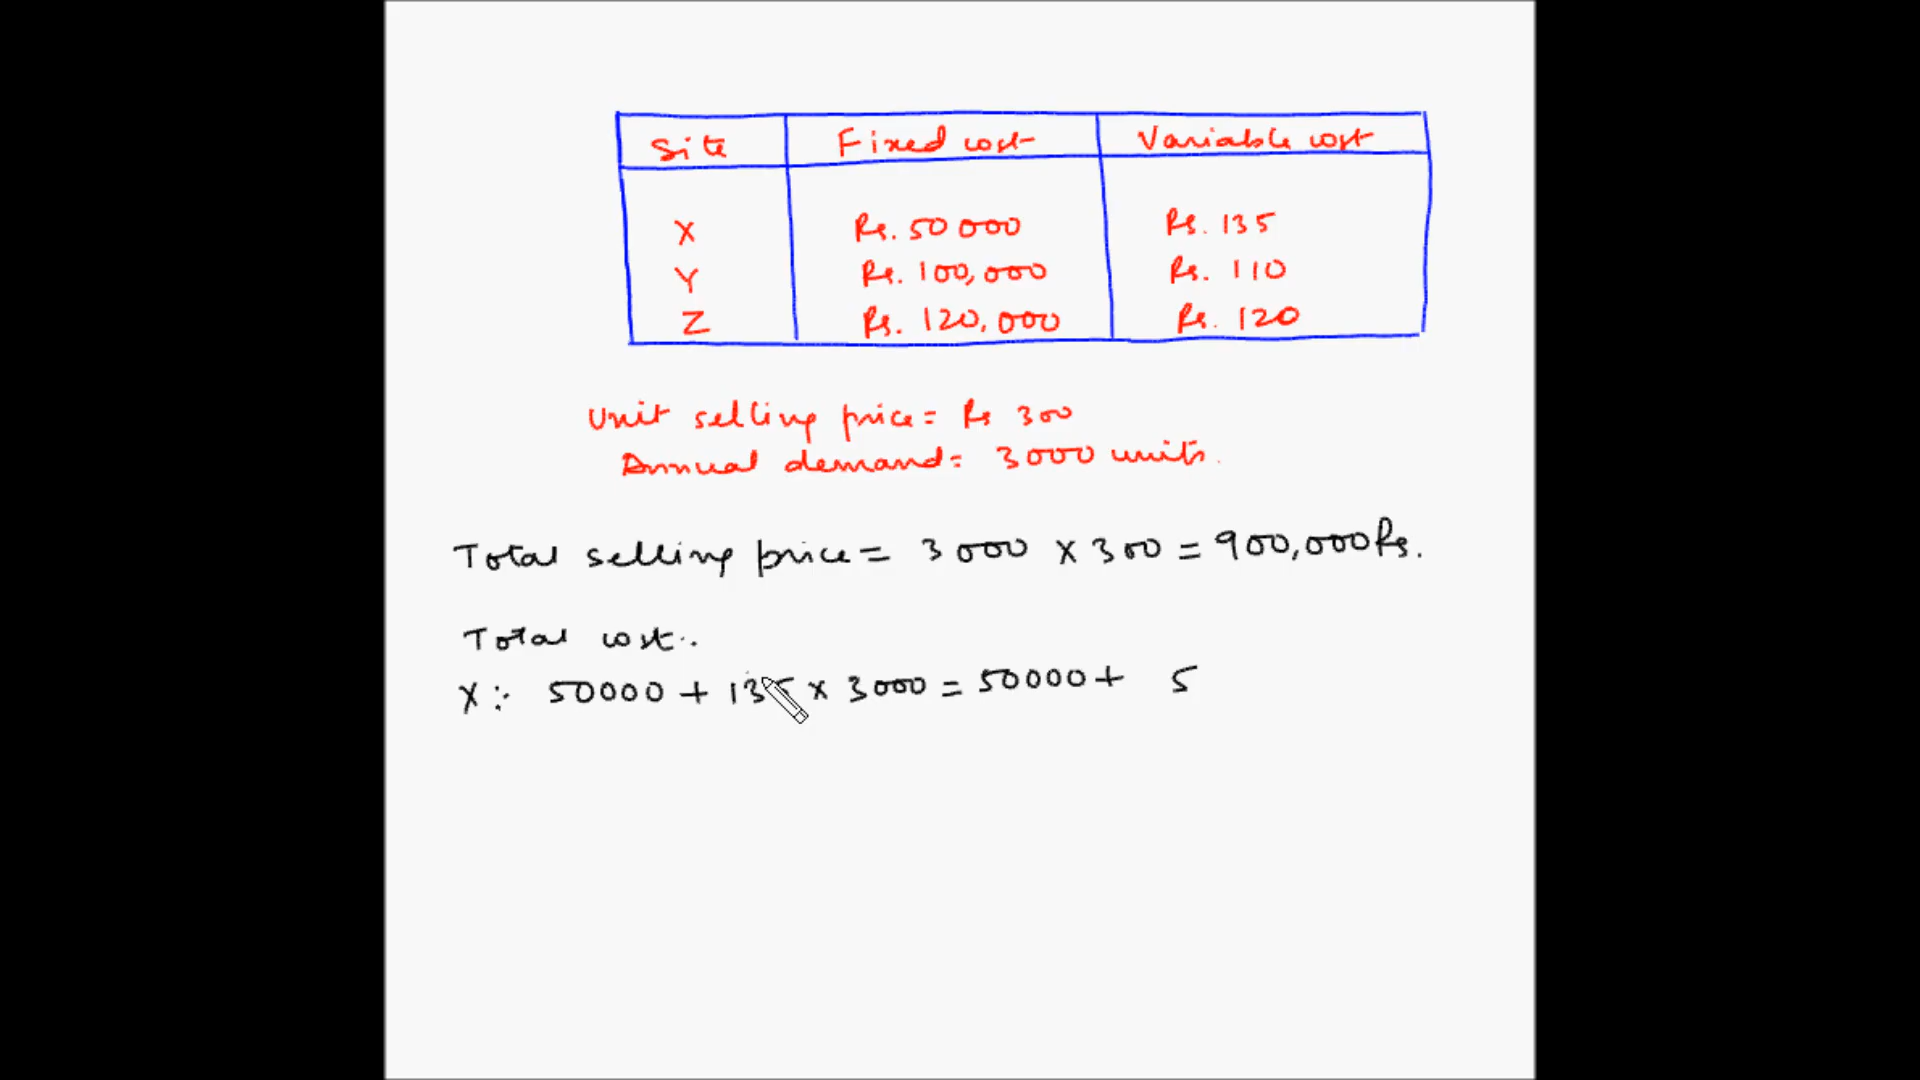 Site Fixed cost Variable cost
X Rs. 50000 Rs. 135
Y Rs. 100,000 Rs. 110
Z Rs. 120,000 Rs. 120
Unit selling price = Rs 300
Annual demand = 3000 units.
Total selling price = 3000 × 300 = 900,000 Rs.
Total cost:.
X :- 50000 + 135 × 3000 = 50000 + 5